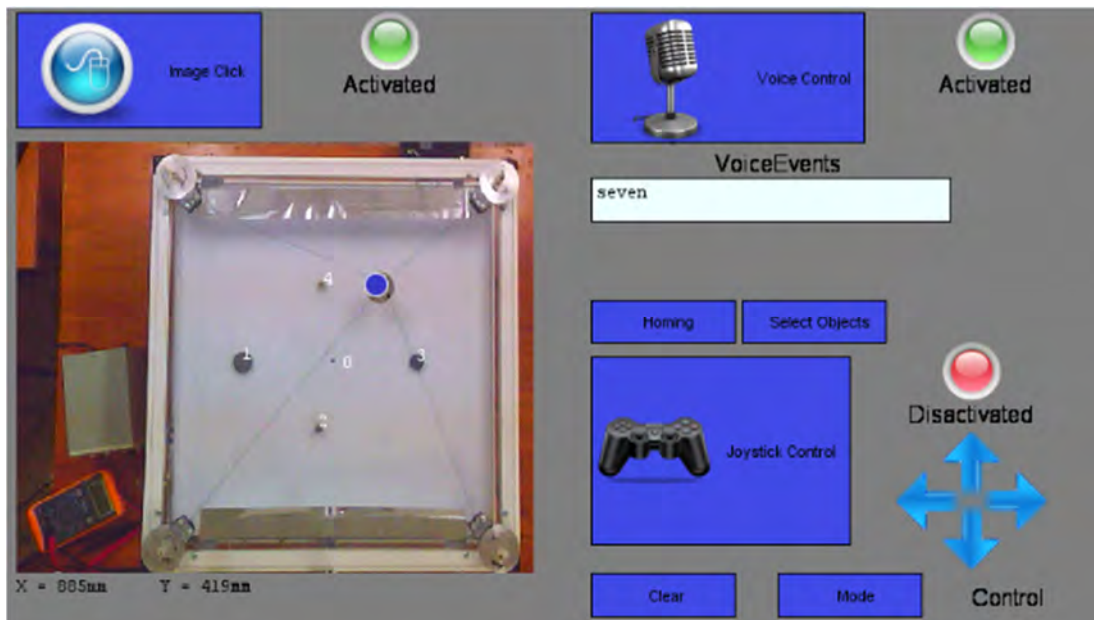 Image Click
Activated
Voice Control
Activated
VoiceEvents
seven
4
1
0
3
2
Homing
Select Objects
Disactivated
Joystick Control
X = 885mm Y = 419mm
Clear
Mode
Control